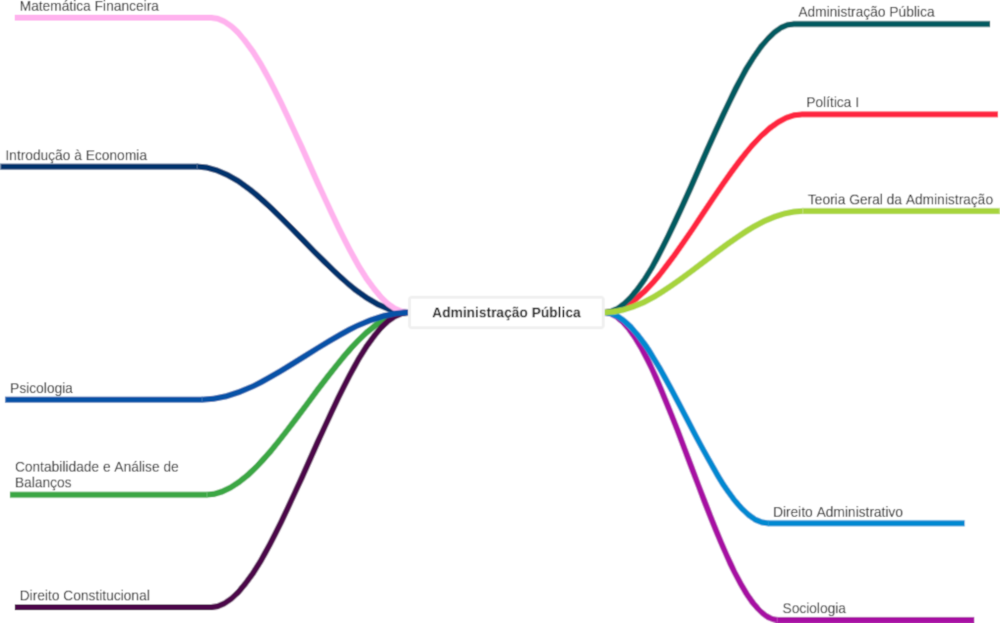 Matemática Financeira
Introdução à Economia
Psicologia
Contabilidade e Análise de
Balanços
Direito Constitucional
Administração Pública
Administração Pública
Política I
Teoria Geral da Administração
Direito Administrativo
Sociologia